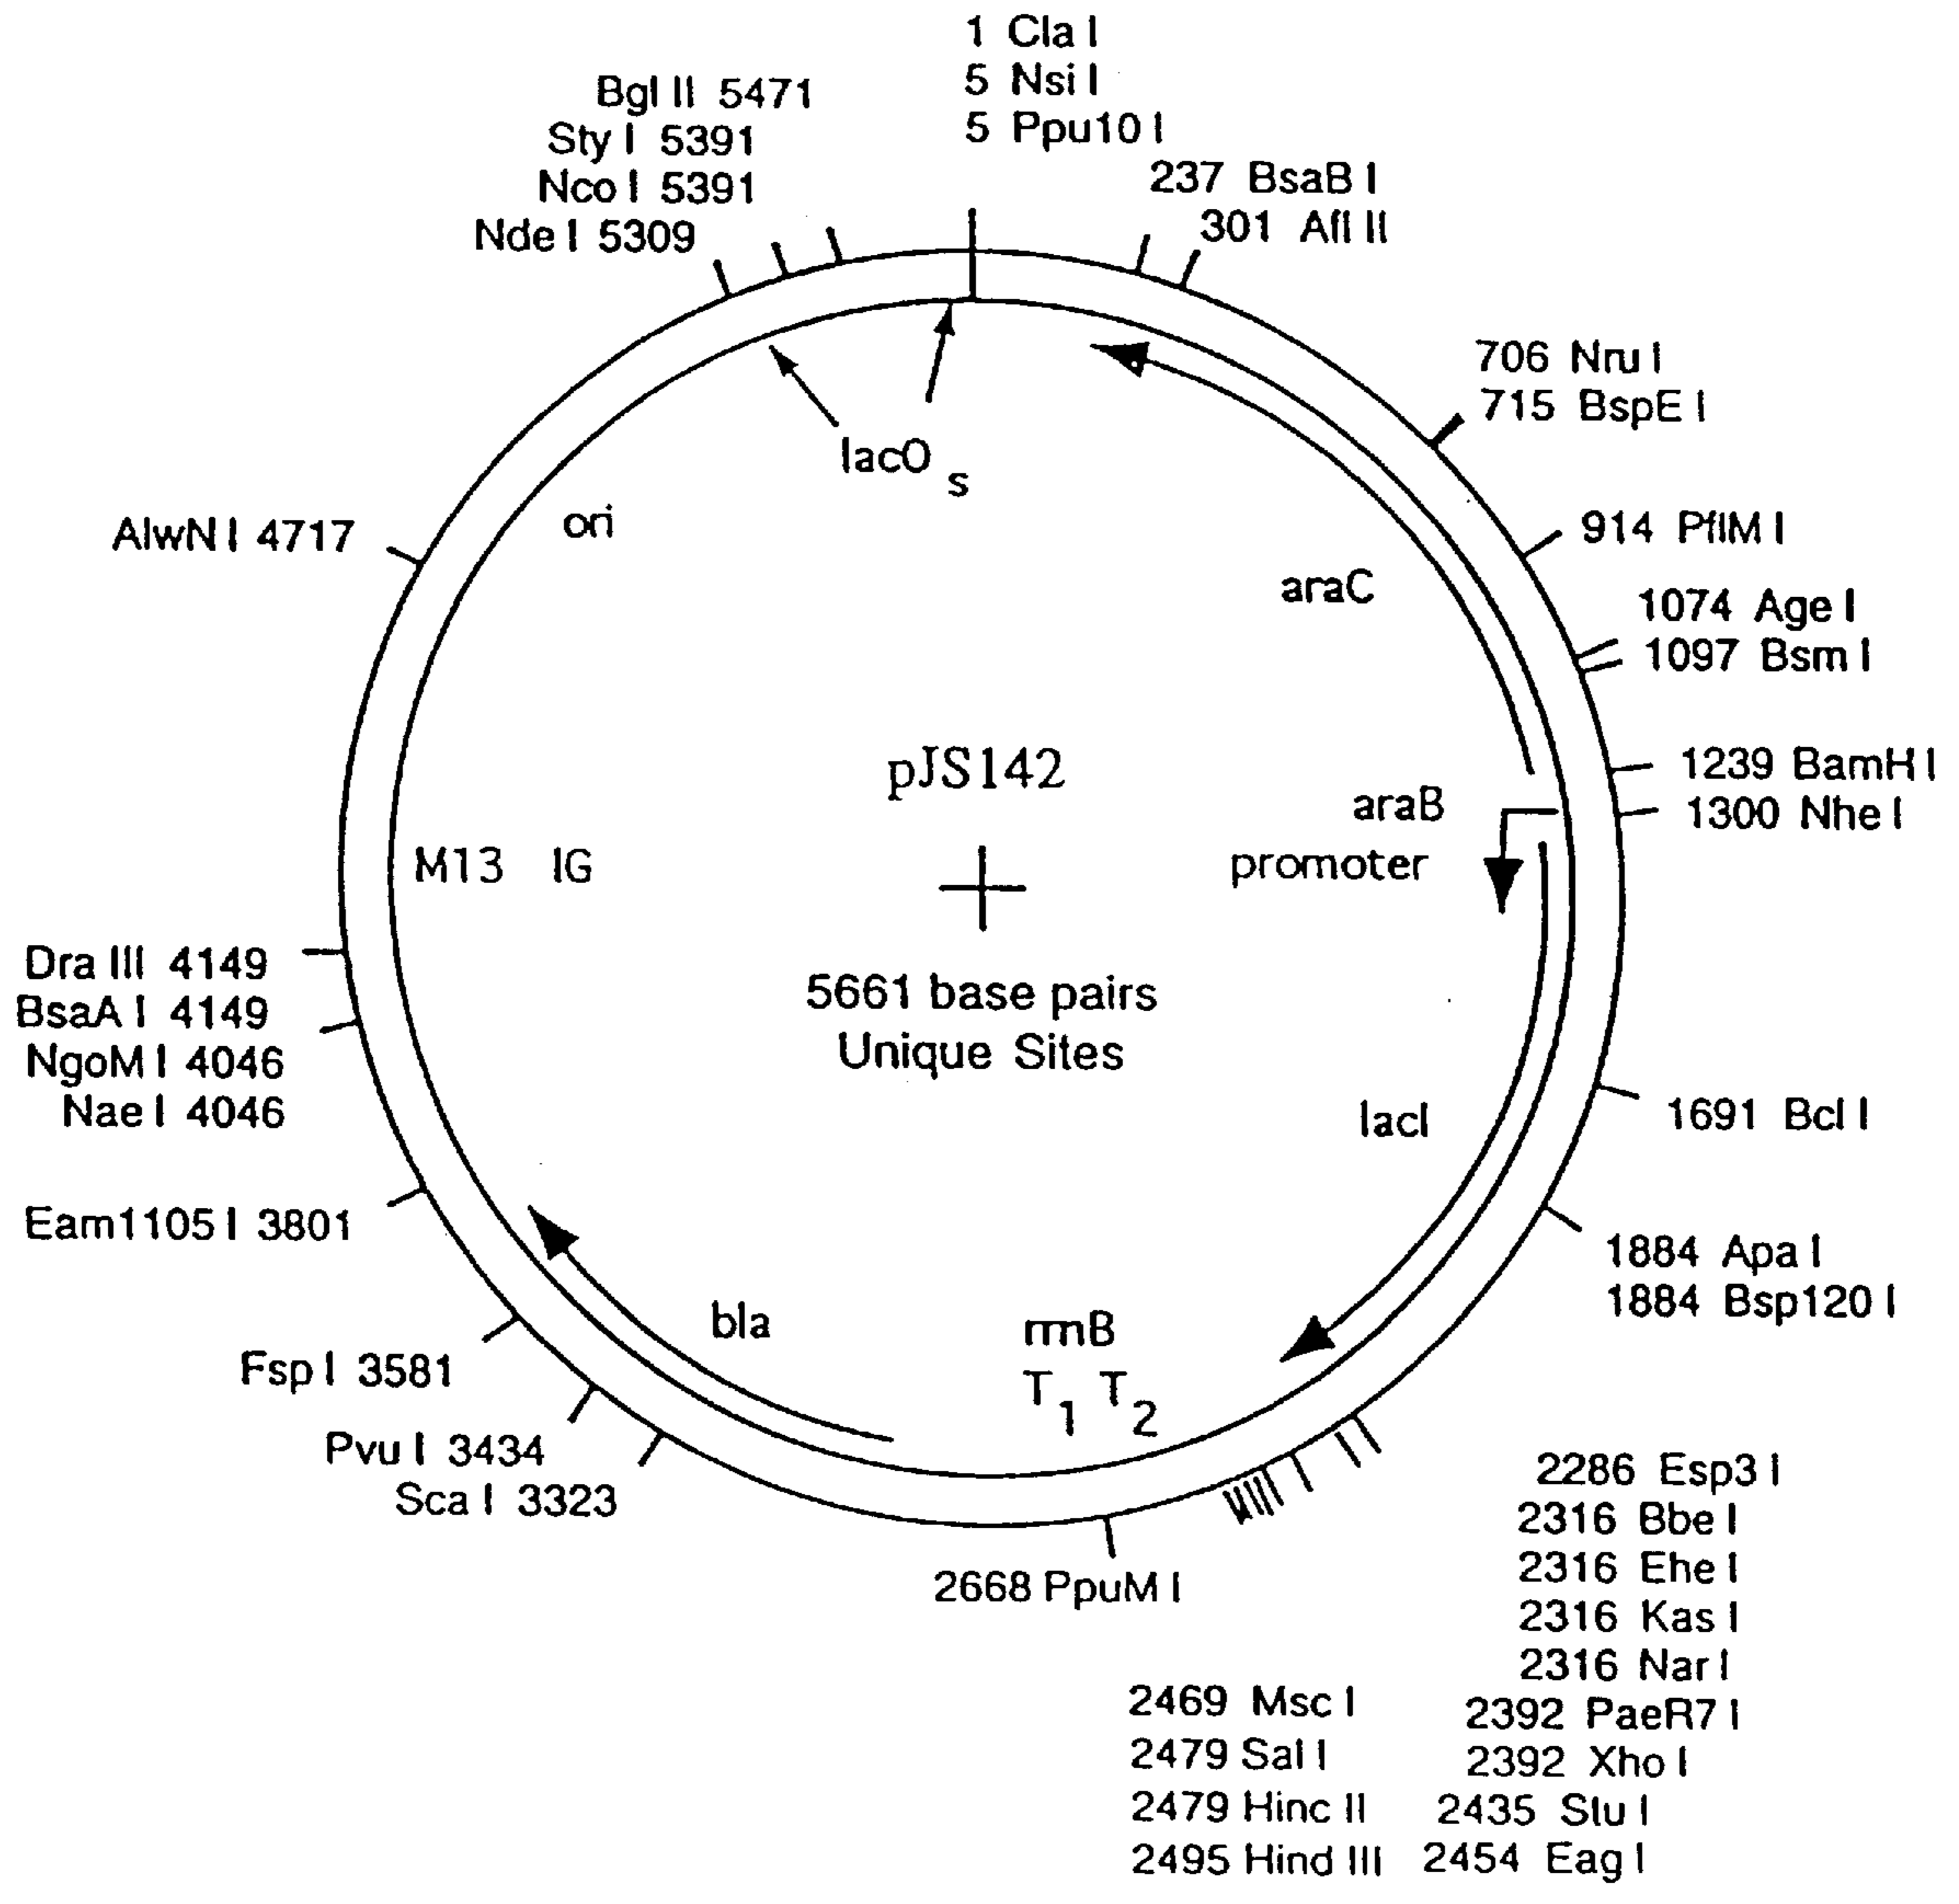 1 Cla I
5 Nsi I
5 Ppu10 I
237 BsaB I
301 Afl II
706 Nru I
715 BspE I
914 PflM I
1074 Age I
1097 Bsm I
1239 BamH I
1300 Nhe I
1691 Bcl I
1884 Apa I
1884 Bsp120 I
2286 Esp3 I
2316 Bbe I
2316 Ehe I
2316 Kas I
2316 Nar I
2392 PaeR7 I
2392 Xho I
2435 Stu I
2454 Eag I
2469 Msc I
2479 Sal I
2479 Hinc II
2495 Hind III
2668 PpuM I
Sca I 3323
Pvu I 3434
Fsp I 3581
Eam1105 I 3801
Nae I 4046
NgoM I 4046
BsaA I 4149
Dra III 4149
AlwN I 4717
Nde I 5309
Nco I 5391
Sty I 5391
Bgl II 5471
lacO s
ori
araC
pJS142
araB
promoter
M13 IG
5661 base pairs
Unique Sites
lacI
bla
rrnB
T1 T2